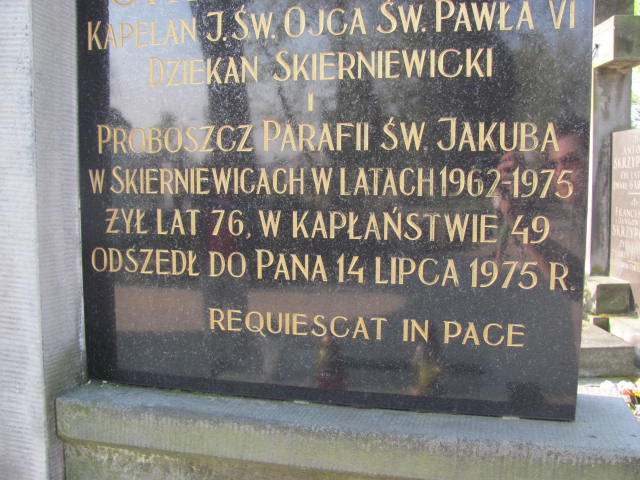 KAPELAN J. ŚW. OJCA ŚW. PAWŁA VI
DZIEKAN SKIERNIEWICKI
I
PROBOSZCZ PARAFII ŚW. JAKUBA
W SKIERNIEWICACH W LATACH 1962-1975
ŻYŁ LAT 76, W KAPŁAŃSTWIE 49
ODSZEDŁ DO PANA 14 LIPCA 1975 R.
REQUIESCAT IN PACE